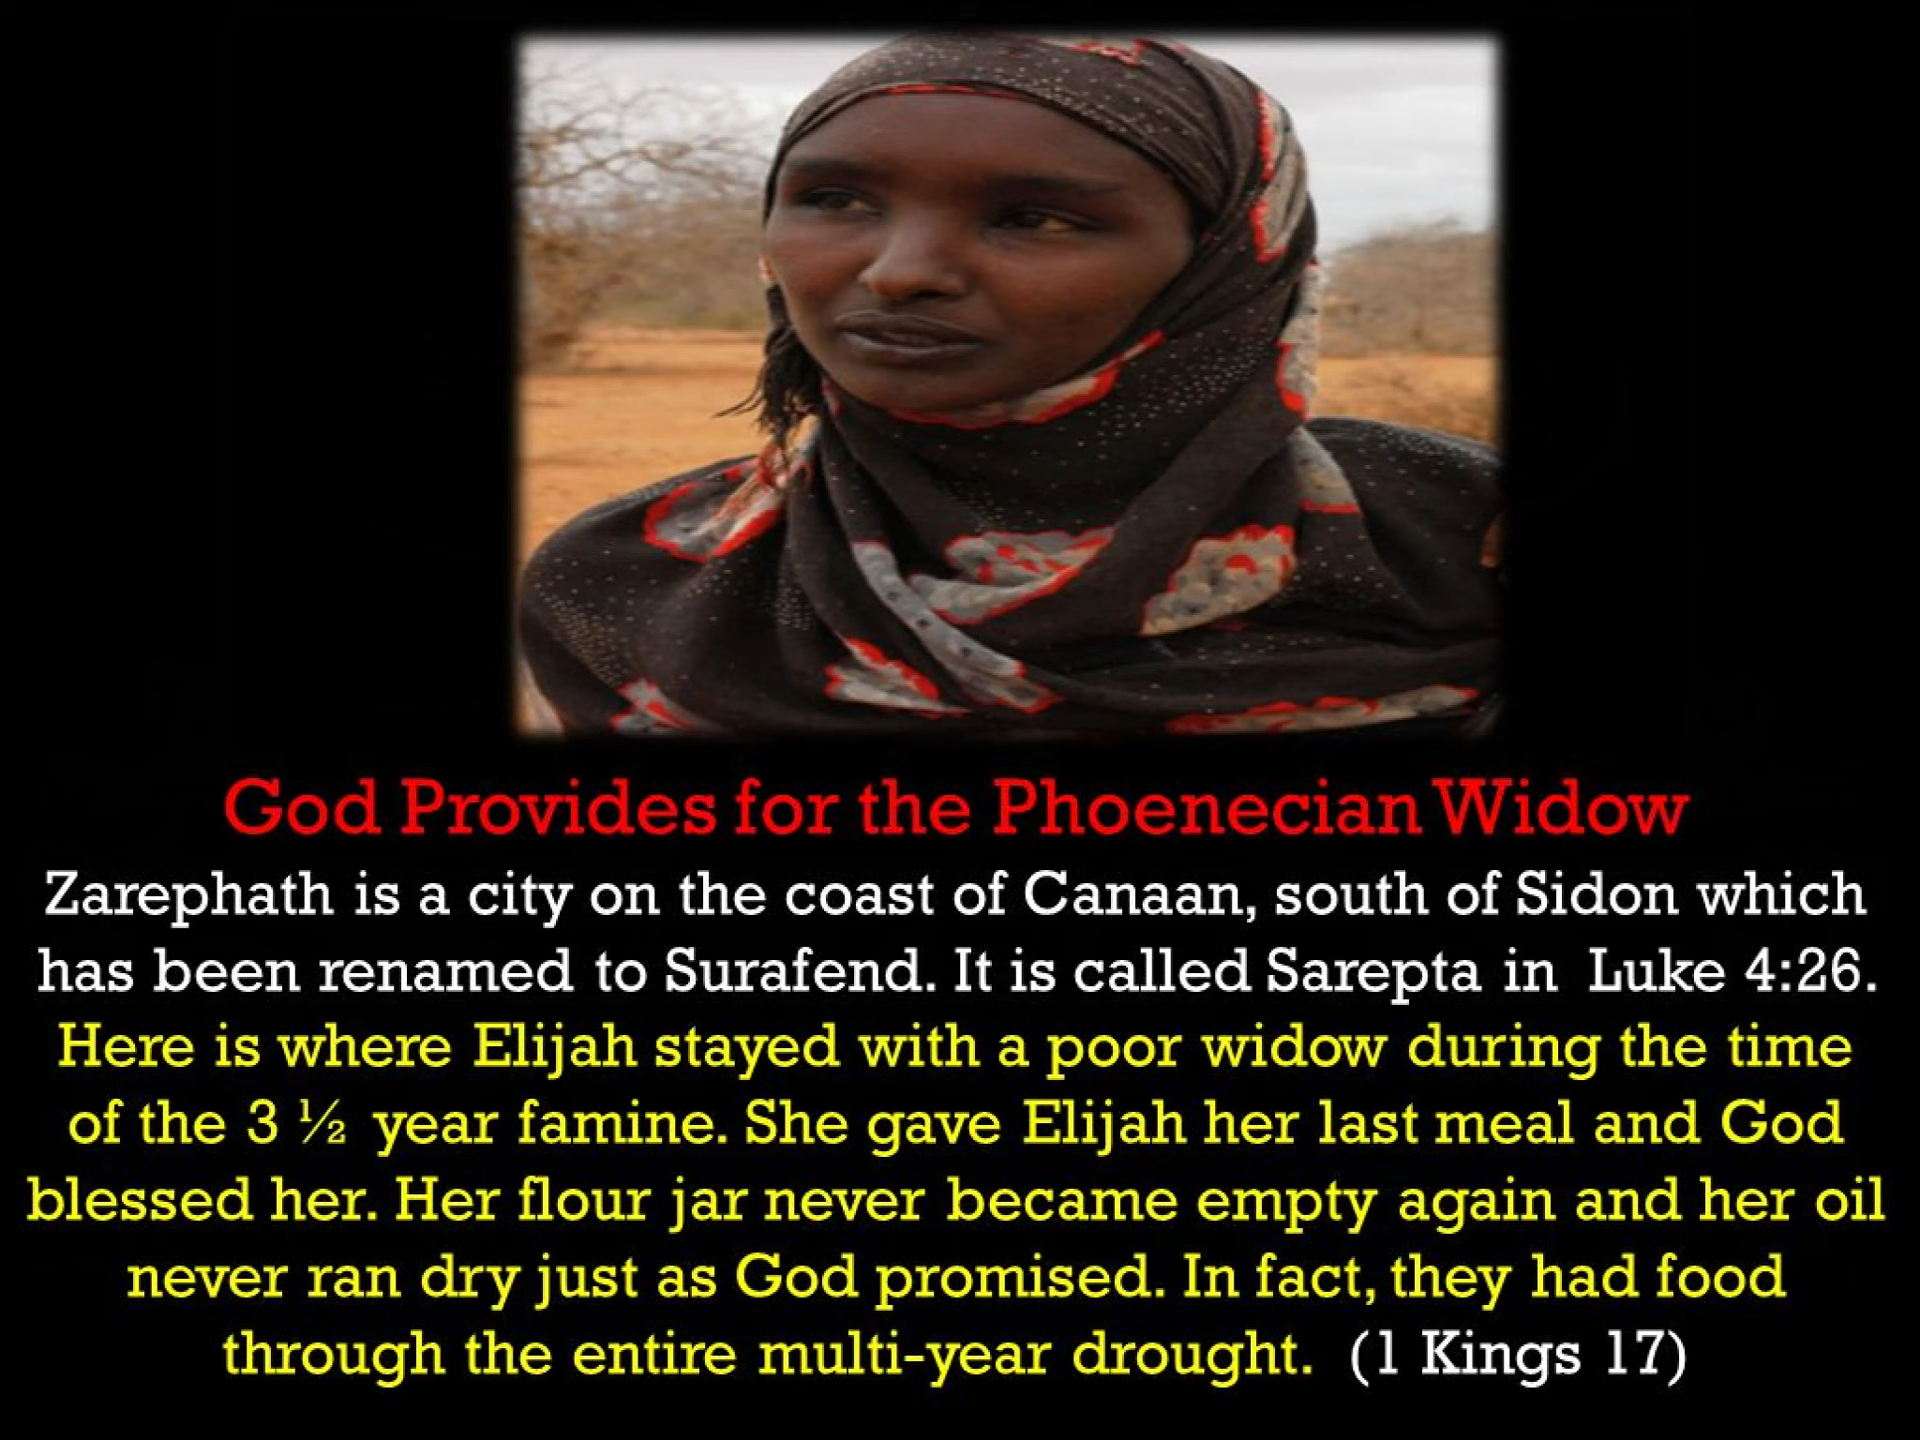 God Provides for the Phoenecian Widow
Zarephath is a city on the coast of Canaan, south of Sidon which
has been renamed to Surafend. It is called Sarepta in Luke 4:26.
Here is where Elijah stayed with a poor widow during the time
of the 3 ½ year famine. She gave Elijah her last meal and God
blessed her. Her flour jar never became empty again and her oil
never ran dry just as God promised. In fact, they had food
through the entire multi-year drought. (1 Kings 17)